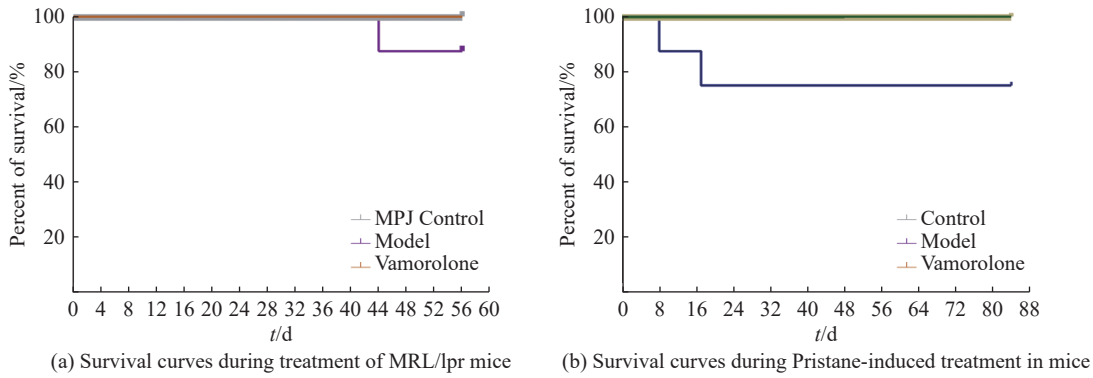 100
80
60
40
20
Percent of survival/%
MPJ Control
Model
Vamorolone
0 4 8 12 16 20 24 28 32 36 40 44 48 52 56 60
t/d
(a) Survival curves during treatment of MRL/lpr mice
100
80
60
40
20
Percent of survival/%
Control
Model
Vamorolone
0 8 16 24 32 40 48 56 64 72 80 88
t/d
(b) Survival curves during Pristane-induced treatment in mice